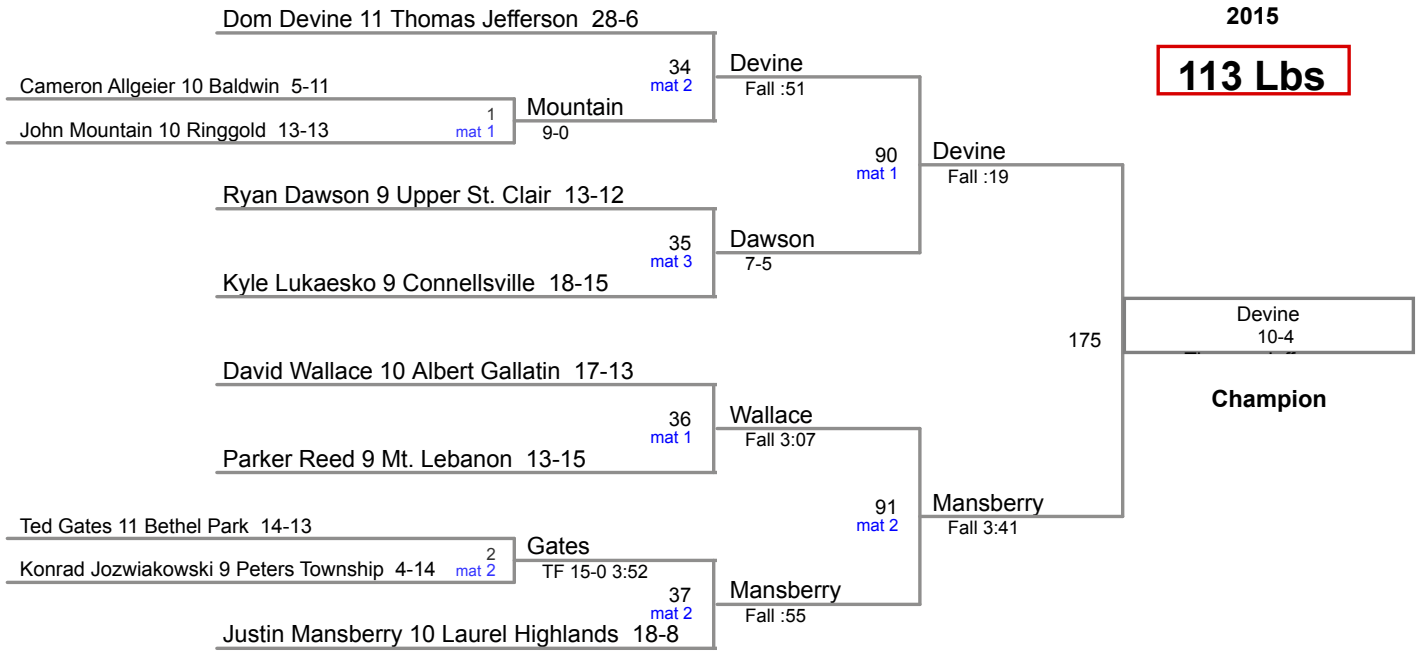 Dom Devine 11 Thomas Jefferson 28-6
2015
113 Lbs
34
mat 2
Devine
Fall :51
Cameron Allgeier 10 Baldwin 5-11
1
mat 1
Mountain
9-0
John Mountain 10 Ringgold 13-13
90
mat 1
Devine
Fall :19
Ryan Dawson 9 Upper St. Clair 13-12
35
mat 3
Dawson
7-5
Kyle Lukaesko 9 Connellsville 18-15
175
Devine
10-4
Champion
David Wallace 10 Albert Gallatin 17-13
36
mat 1
Wallace
Fall 3:07
Parker Reed 9 Mt. Lebanon 13-15
91
mat 2
Mansberry
Fall 3:41
Ted Gates 11 Bethel Park 14-13
2
mat 2
Gates
TF 15-0 3:52
Konrad Jozwiakowski 9 Peters Township 4-14
37
mat 2
Mansberry
Fall :55
Justin Mansberry 10 Laurel Highlands 18-8